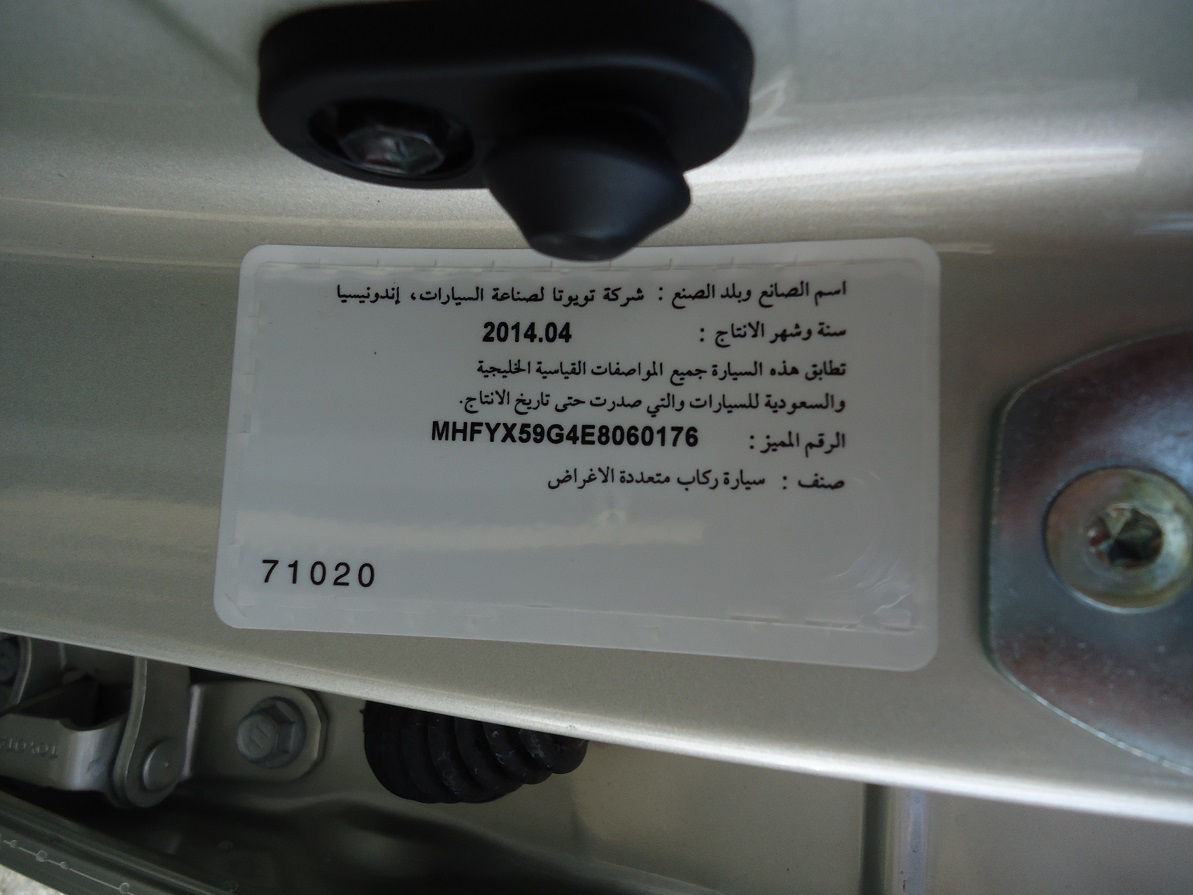 اسم الصانع وبلد الصنع : شركة تويوتا لصناعة السيارات، إندونيسيا
سنة وشهر الانتاج : 2014.04
تطابق هذه السيارة جميع المواصفات القياسية الخليجية
والسعودية للسيارات والتي صدرت حتى تاريخ الانتاج.
الرقم المميز : MHFYX59G4E8060176
صنف : سيارة ركاب متعددة الاغراض
71020
TOYOTA